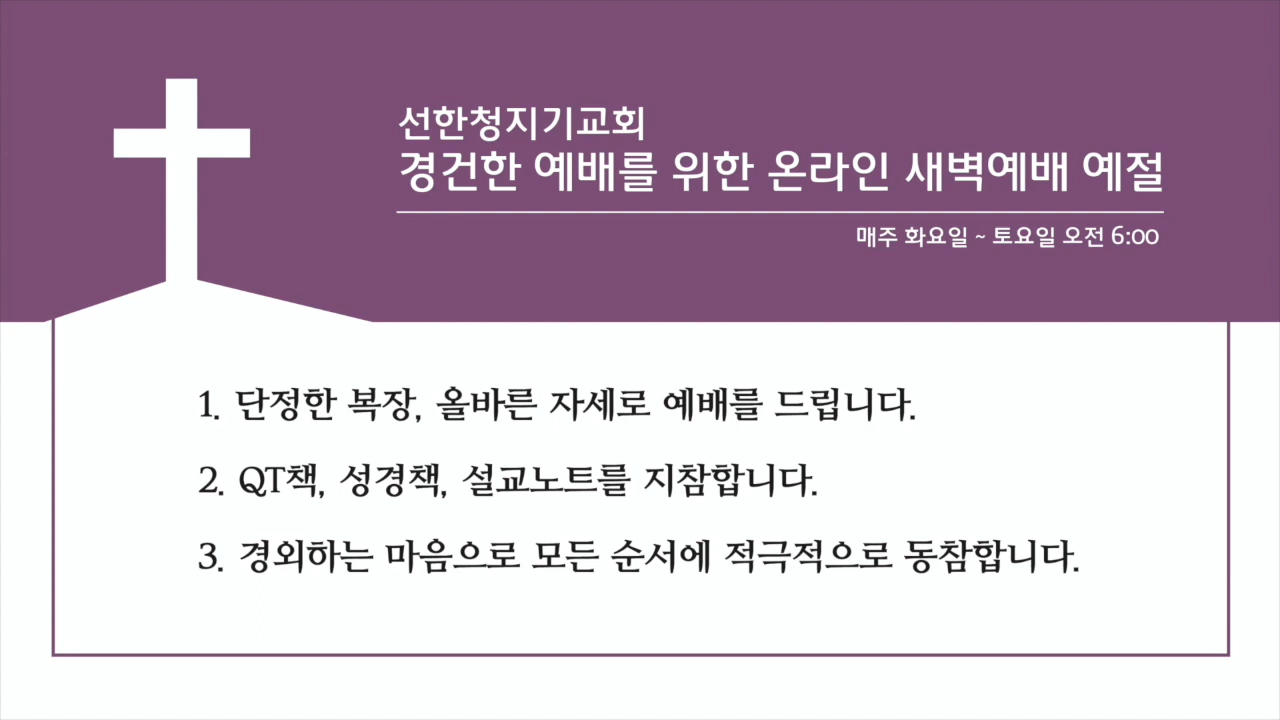 선한청지기교회
경건한 예배를 위한 온라인 새벽예배 예절
매주 화요일 ~ 토요일 오전 6:00
1. 단정한 복장, 올바른 자세로 예배를 드립니다.
2. QT책, 성경책, 설교노트를 지참합니다.
3. 경외하는 마음으로 모든 순서에 적극적으로 동참합니다.